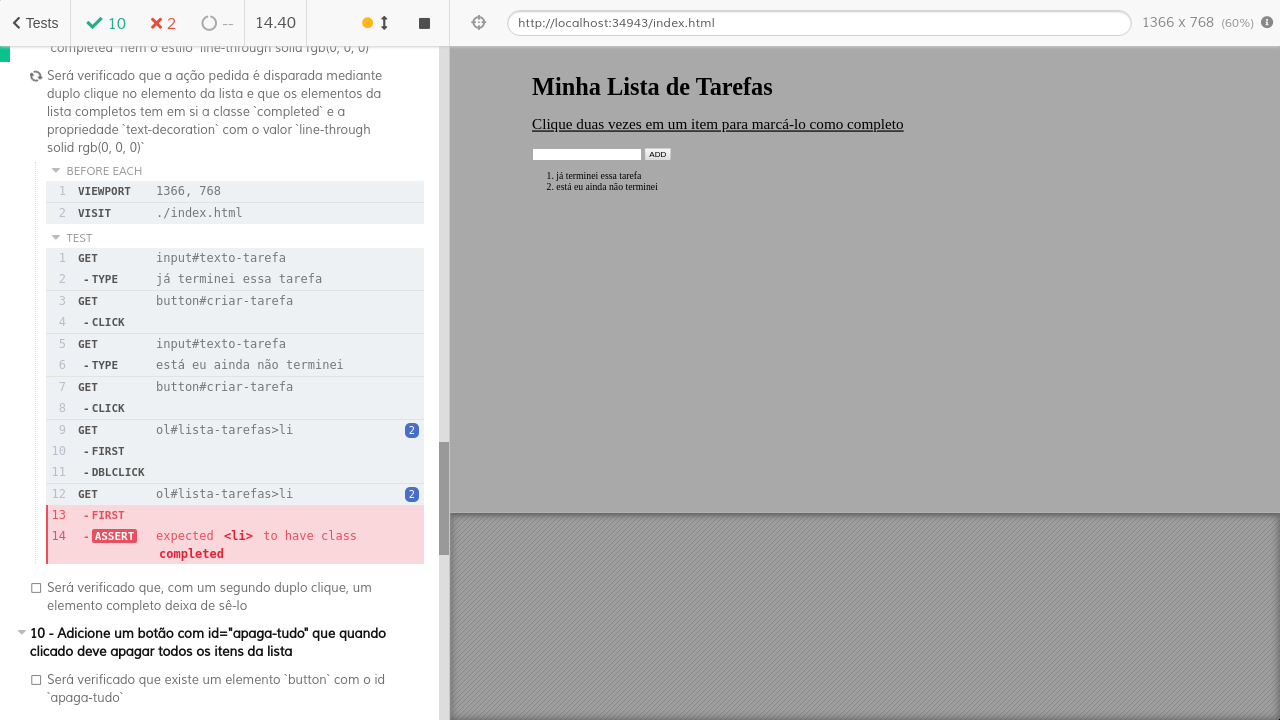 Tests 10 2 -- 14.40
http://localhost:34943/index.html 1366 x 768 (60%)
`completed` nem o estilo `line-through solid rgb(0, 0, 0)`
Será verificado que a ação pedida é disparada mediante
duplo clique no elemento da lista e que os elementos da
lista completos tem em si a classe `completed` e a
propriedade `text-decoration` com o valor `line-through
solid rgb(0, 0, 0)`
BEFORE EACH
1 VIEWPORT 1366, 768
2 VISIT ./index.html
TEST
1 GET input#texto-tarefa
2 -TYPE já terminei essa tarefa
3 GET button#criar-tarefa
4 -CLICK
5 GET input#texto-tarefa
6 -TYPE está eu ainda não terminei
7 GET button#criar-tarefa
8 -CLICK
9 GET ol#lista-tarefas>li 2
10 -FIRST
11 -DBLCLICK
12 GET ol#lista-tarefas>li 2
13 -FIRST
14 -ASSERT expected <li> to have class
completed
Será verificado que, com um segundo duplo clique, um
elemento completo deixa de sê-lo
10 - Adicione um botão com id="apaga-tudo" que quando
clicado deve apagar todos os itens da lista
Será verificado que existe um elemento `button` com o id
`apaga-tudo`
Minha Lista de Tarefas
Clique duas vezes em um item para marcá-lo como completo
ADD
1. já terminei essa tarefa
2. está eu ainda não terminei